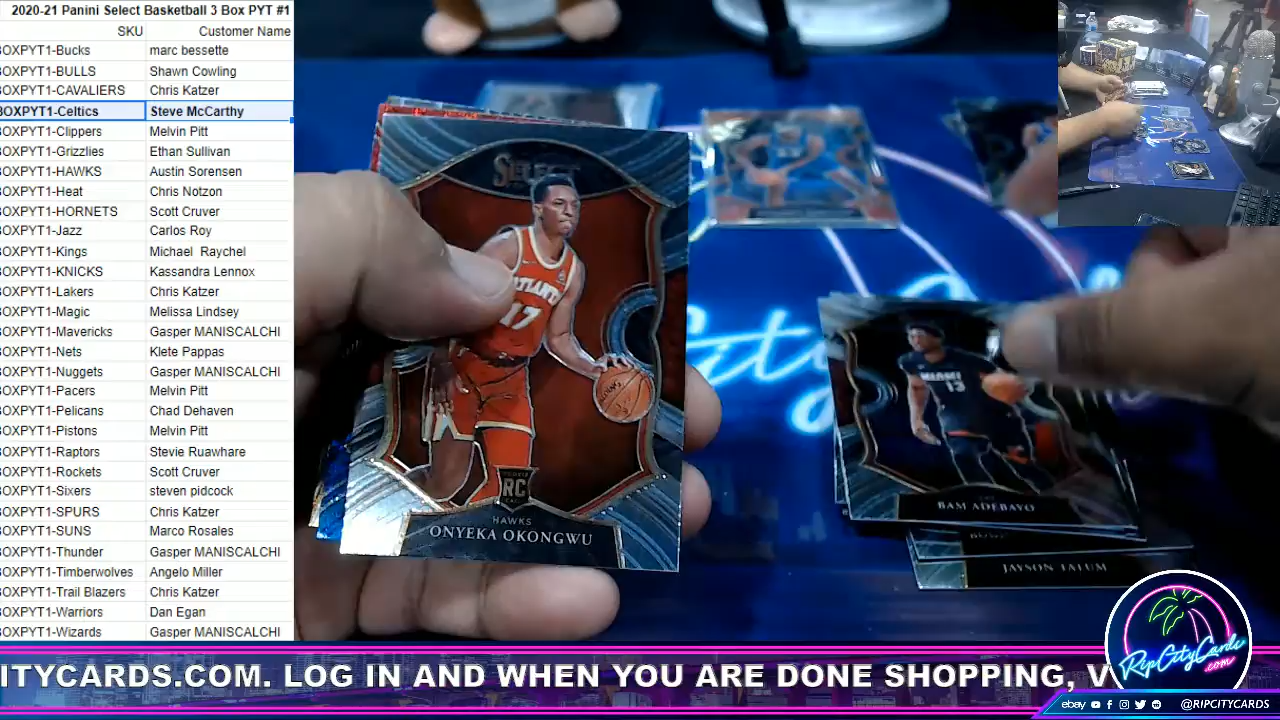 2020-21 Panini Select Basketball 3 Box PYT #1
SKU Customer Name
BOXPYT1-Bucks marc bessette
BOXPYT1-BULLS Shawn Cowling
BOXPYT1-CAVALIERS Chris Katzer
BOXPYT1-Celtics Steve McCarthy
BOXPYT1-Clippers Melvin Pitt
BOXPYT1-Grizzlies Ethan Sullivan
BOXPYT1-HAWKS Austin Sorensen
BOXPYT1-Heat Chris Notzon
BOXPYT1-HORNETS Scott Cruver
BOXPYT1-Jazz Carlos Roy
BOXPYT1-Kings Michael Raychel
BOXPYT1-KNICKS Kassandra Lennox
BOXPYT1-Lakers Chris Katzer
BOXPYT1-Magic Melissa Lindsey
BOXPYT1-Mavericks Gasper MANISCALCHI
BOXPYT1-Nets Klete Pappas
BOXPYT1-Nuggets Gasper MANISCALCHI
BOXPYT1-Pacers Melvin Pitt
BOXPYT1-Pelicans Chad Dehaven
BOXPYT1-Pistons Melvin Pitt
BOXPYT1-Raptors Stevie Ruawhare
BOXPYT1-Rockets Scott Cruver
BOXPYT1-Sixers steven pidcock
BOXPYT1-SPURS Chris Katzer
BOXPYT1-SUNS Marco Rosales
BOXPYT1-Thunder Gasper MANISCALCHI
BOXPYT1-Timberwolves Angelo Miller
BOXPYT1-Trail Blazers Chris Katzer
BOXPYT1-Warriors Dan Egan
BOXPYT1-Wizards Gasper MANISCALCHI
SELECT
ATLANTA
17
RC
HAWKS
ONYEKA OKONGWU
MIAMI
13
BAM ADEBAYO
JAYSON TATUM
ITYCARDS.COM. LOG IN AND WHEN YOU ARE DONE SHOPPING, V
RipCityCards
.com
ebay @RIPCITYCARDS